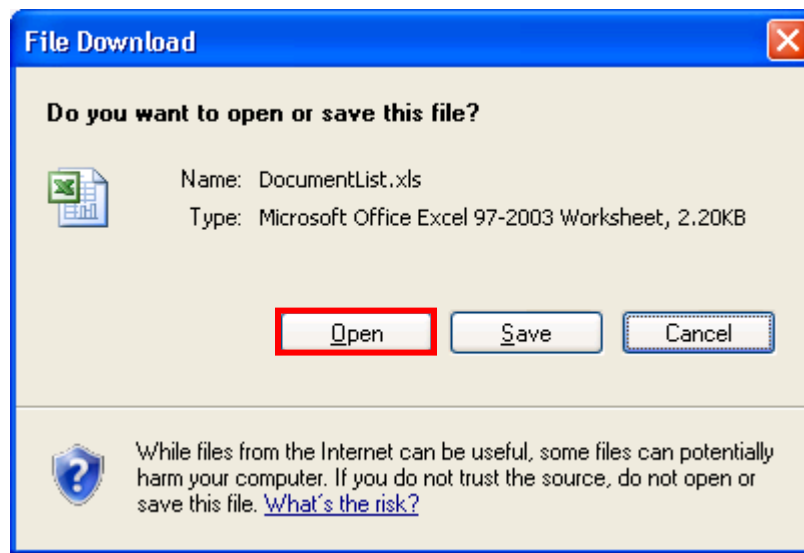 File Download
Do you want to open or save this file?
Name: DocumentList.xls
Type: Microsoft Office Excel 97-2003 Worksheet, 2.20KB
Open Save Cancel
While files from the Internet can be useful, some files can potentially
harm your computer. If you do not trust the source, do not open or
save this file. What´s the risk?